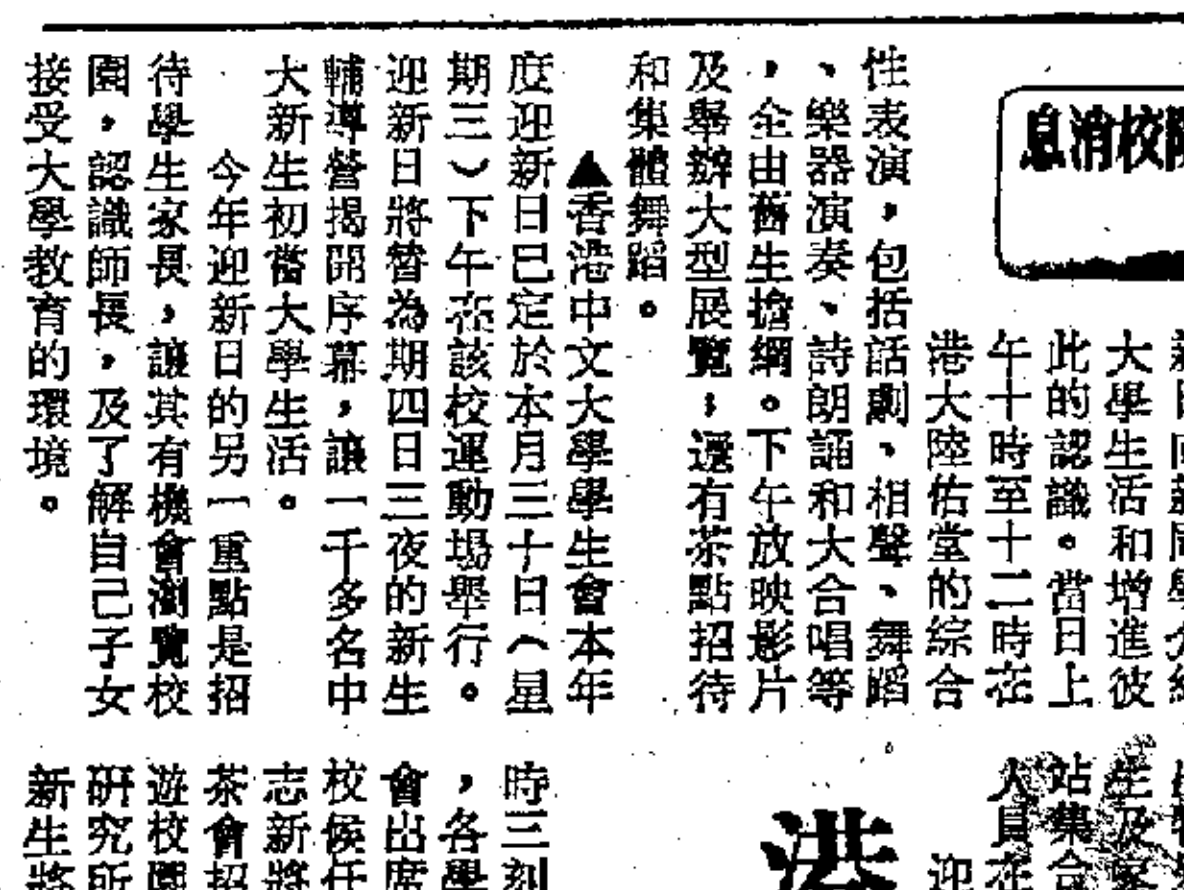 校消息
大學生活和增進彼
此的認識。當日上
午十時至十二時在
港大陸佑堂的綜合
性表演,包括話劇、相聲、舞蹈
、樂器演奏、詩朗誦和大合唱等
,全由舊生擔綱。下午放映影片
及舉辦大型展覽;還有茶點招待
和集體舞蹈。
▲香港中文大學學生會本年
度迎新日已定於本月三十日(星
期三)下午在該校運動場舉行。
迎新日將替為期四日三夜的新生
輔導營揭開序幕,讓一千多名中
大新生初嘗大學生活。
今年迎新日的另一重點是招
待學生家長,讓其有機會瀏覽校
園,認識師長,及了解自己子女
接受大學教育的環境。
生及家
站集合
人員在
迎
港
時三刻
,各學
會出席
校候任
志新將
茶會招
遊校園
研究所
新生將